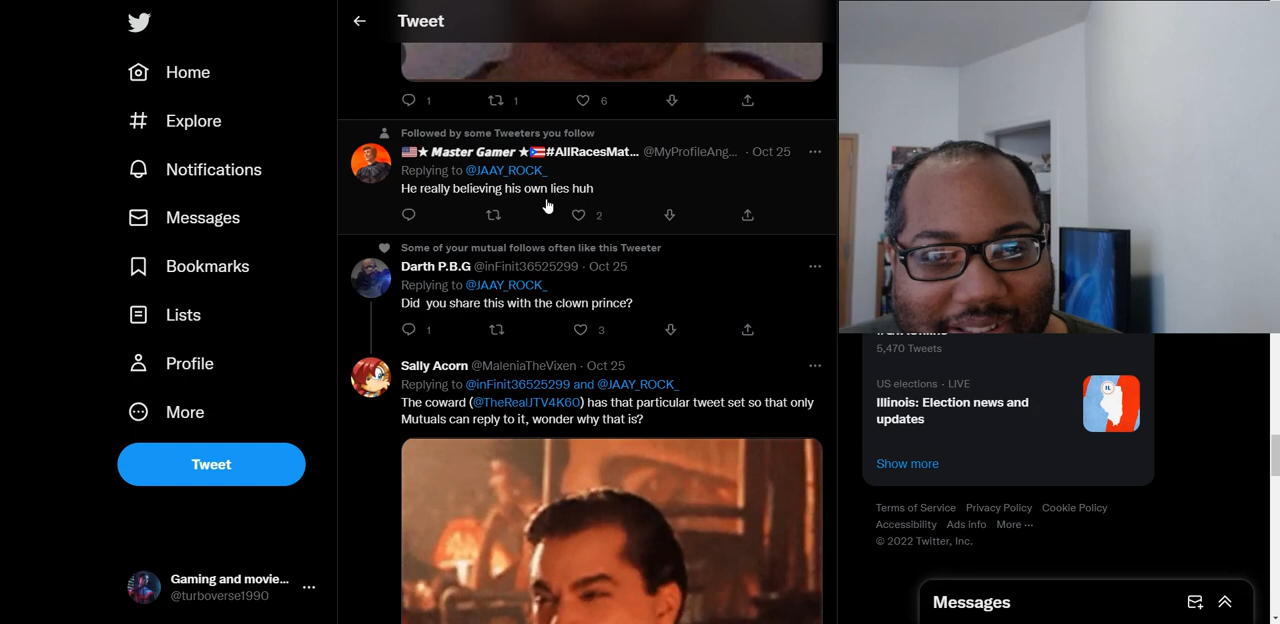 Home
Explore
Notifications
Messages
Bookmarks
Lists
Profile
More
Tweet
Gaming and movie...
@turboverse1990
Tweet
1 1 6
Followed by some Tweeters you follow
🇺🇸★ Master Gamer ★🇵🇷#AllRacesMat... @MyProfileAng... · Oct 25
Replying to @JAAY_ROCK_
He really believing his own lies huh
2
Some of your mutual follows often like this Tweeter
Darth P.B.G @inFinit36525299 · Oct 25
Replying to @JAAY_ROCK_
Did you share this with the clown prince?
1 3
Sally Acorn @MaleniaTheVixen · Oct 25
Replying to @inFinit36525299 and @JAAY_ROCK_
The coward (@TheRealJTV4K60) has that particular tweet set so that only
Mutuals can reply to it, wonder why that is?
5,470 Tweets
US elections · LIVE
Illinois: Election news and
updates
IL
Show more
Terms of Service Privacy Policy Cookie Policy
Accessibility Ads info More ···
© 2022 Twitter, Inc.
Messages